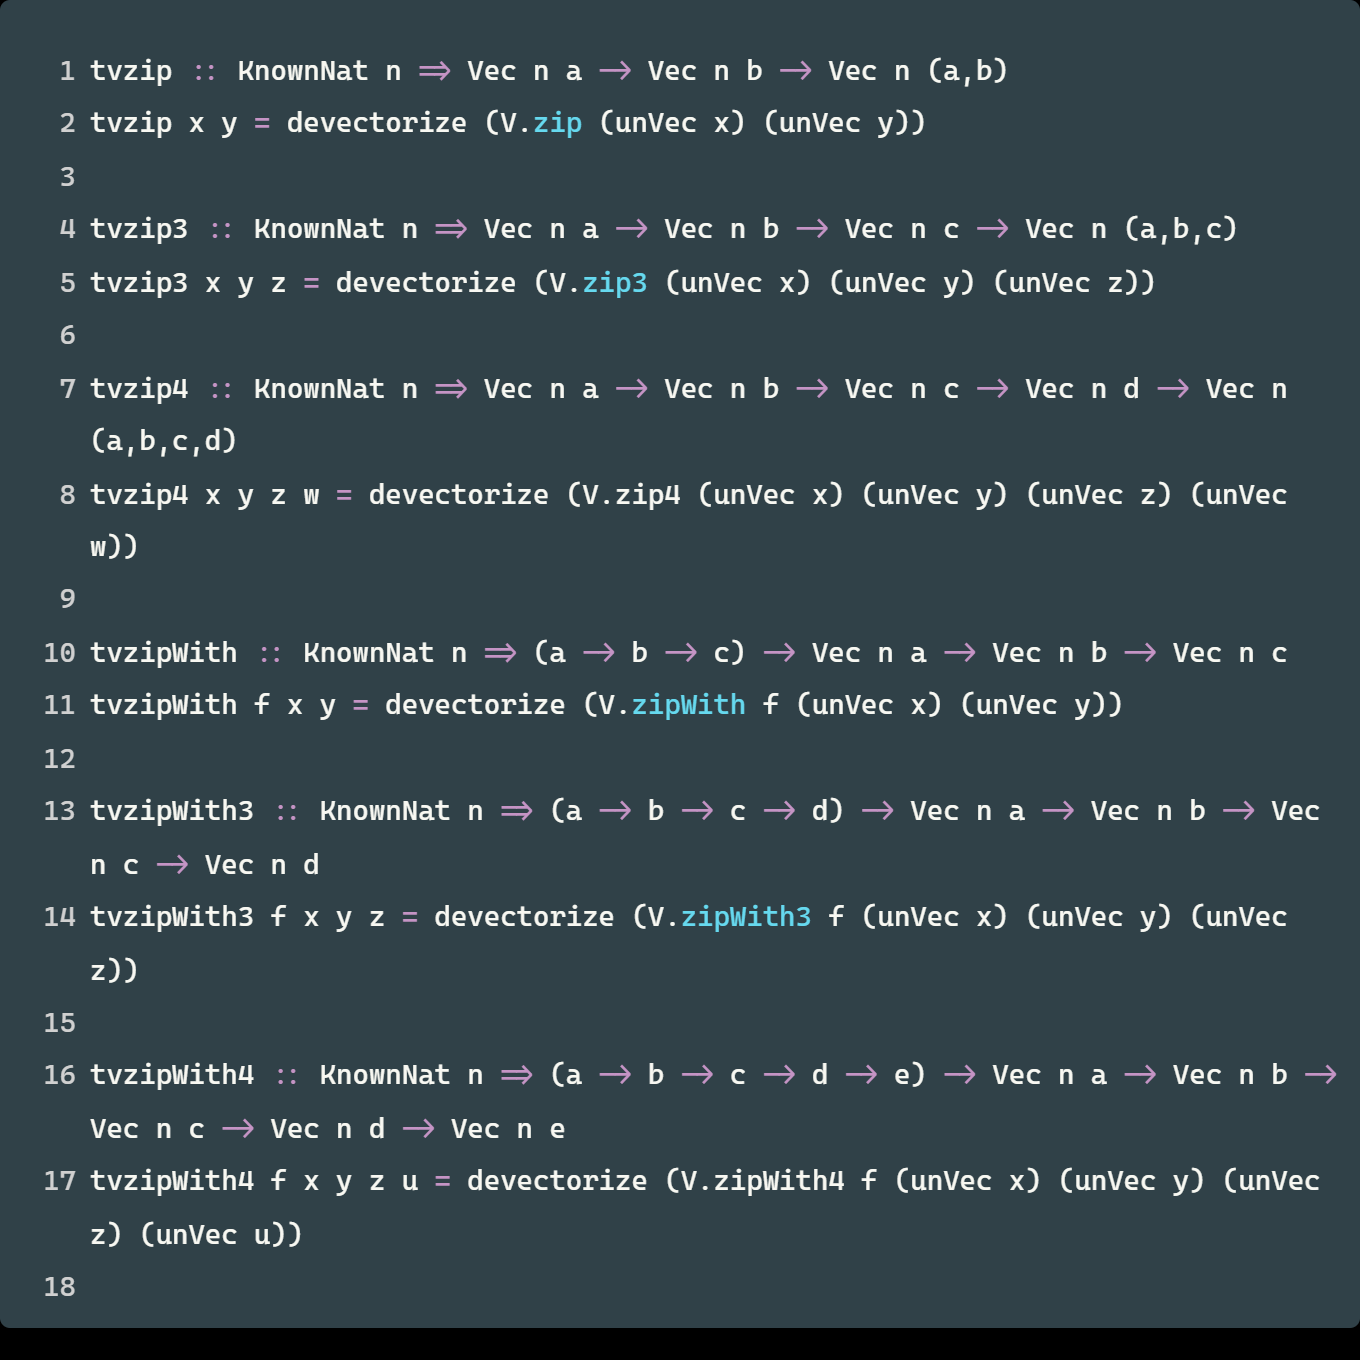 1 tvzip :: KnownNat n => Vec n a -> Vec n b -> Vec n (a,b)
2 tvzip x y = devectorize (V.zip (unVec x) (unVec y))
3
4 tvzip3 :: KnownNat n => Vec n a -> Vec n b -> Vec n c -> Vec n (a,b,c)
5 tvzip3 x y z = devectorize (V.zip3 (unVec x) (unVec y) (unVec z))
6
7 tvzip4 :: KnownNat n => Vec n a -> Vec n b -> Vec n c -> Vec n d -> Vec n
(a,b,c,d)
8 tvzip4 x y z w = devectorize (V.zip4 (unVec x) (unVec y) (unVec z) (unVec
w))
9
10 tvzipWith :: KnownNat n => (a -> b -> c) -> Vec n a -> Vec n b -> Vec n c
11 tvzipWith f x y = devectorize (V.zipWith f (unVec x) (unVec y))
12
13 tvzipWith3 :: KnownNat n => (a -> b -> c -> d) -> Vec n a -> Vec n b -> Vec
n c -> Vec n d
14 tvzipWith3 f x y z = devectorize (V.zipWith3 f (unVec x) (unVec y) (unVec
z))
15
16 tvzipWith4 :: KnownNat n => (a -> b -> c -> d -> e) -> Vec n a -> Vec n b ->
Vec n c -> Vec n d -> Vec n e
17 tvzipWith4 f x y z u = devectorize (V.zipWith4 f (unVec x) (unVec y) (unVec
z) (unVec u))
18